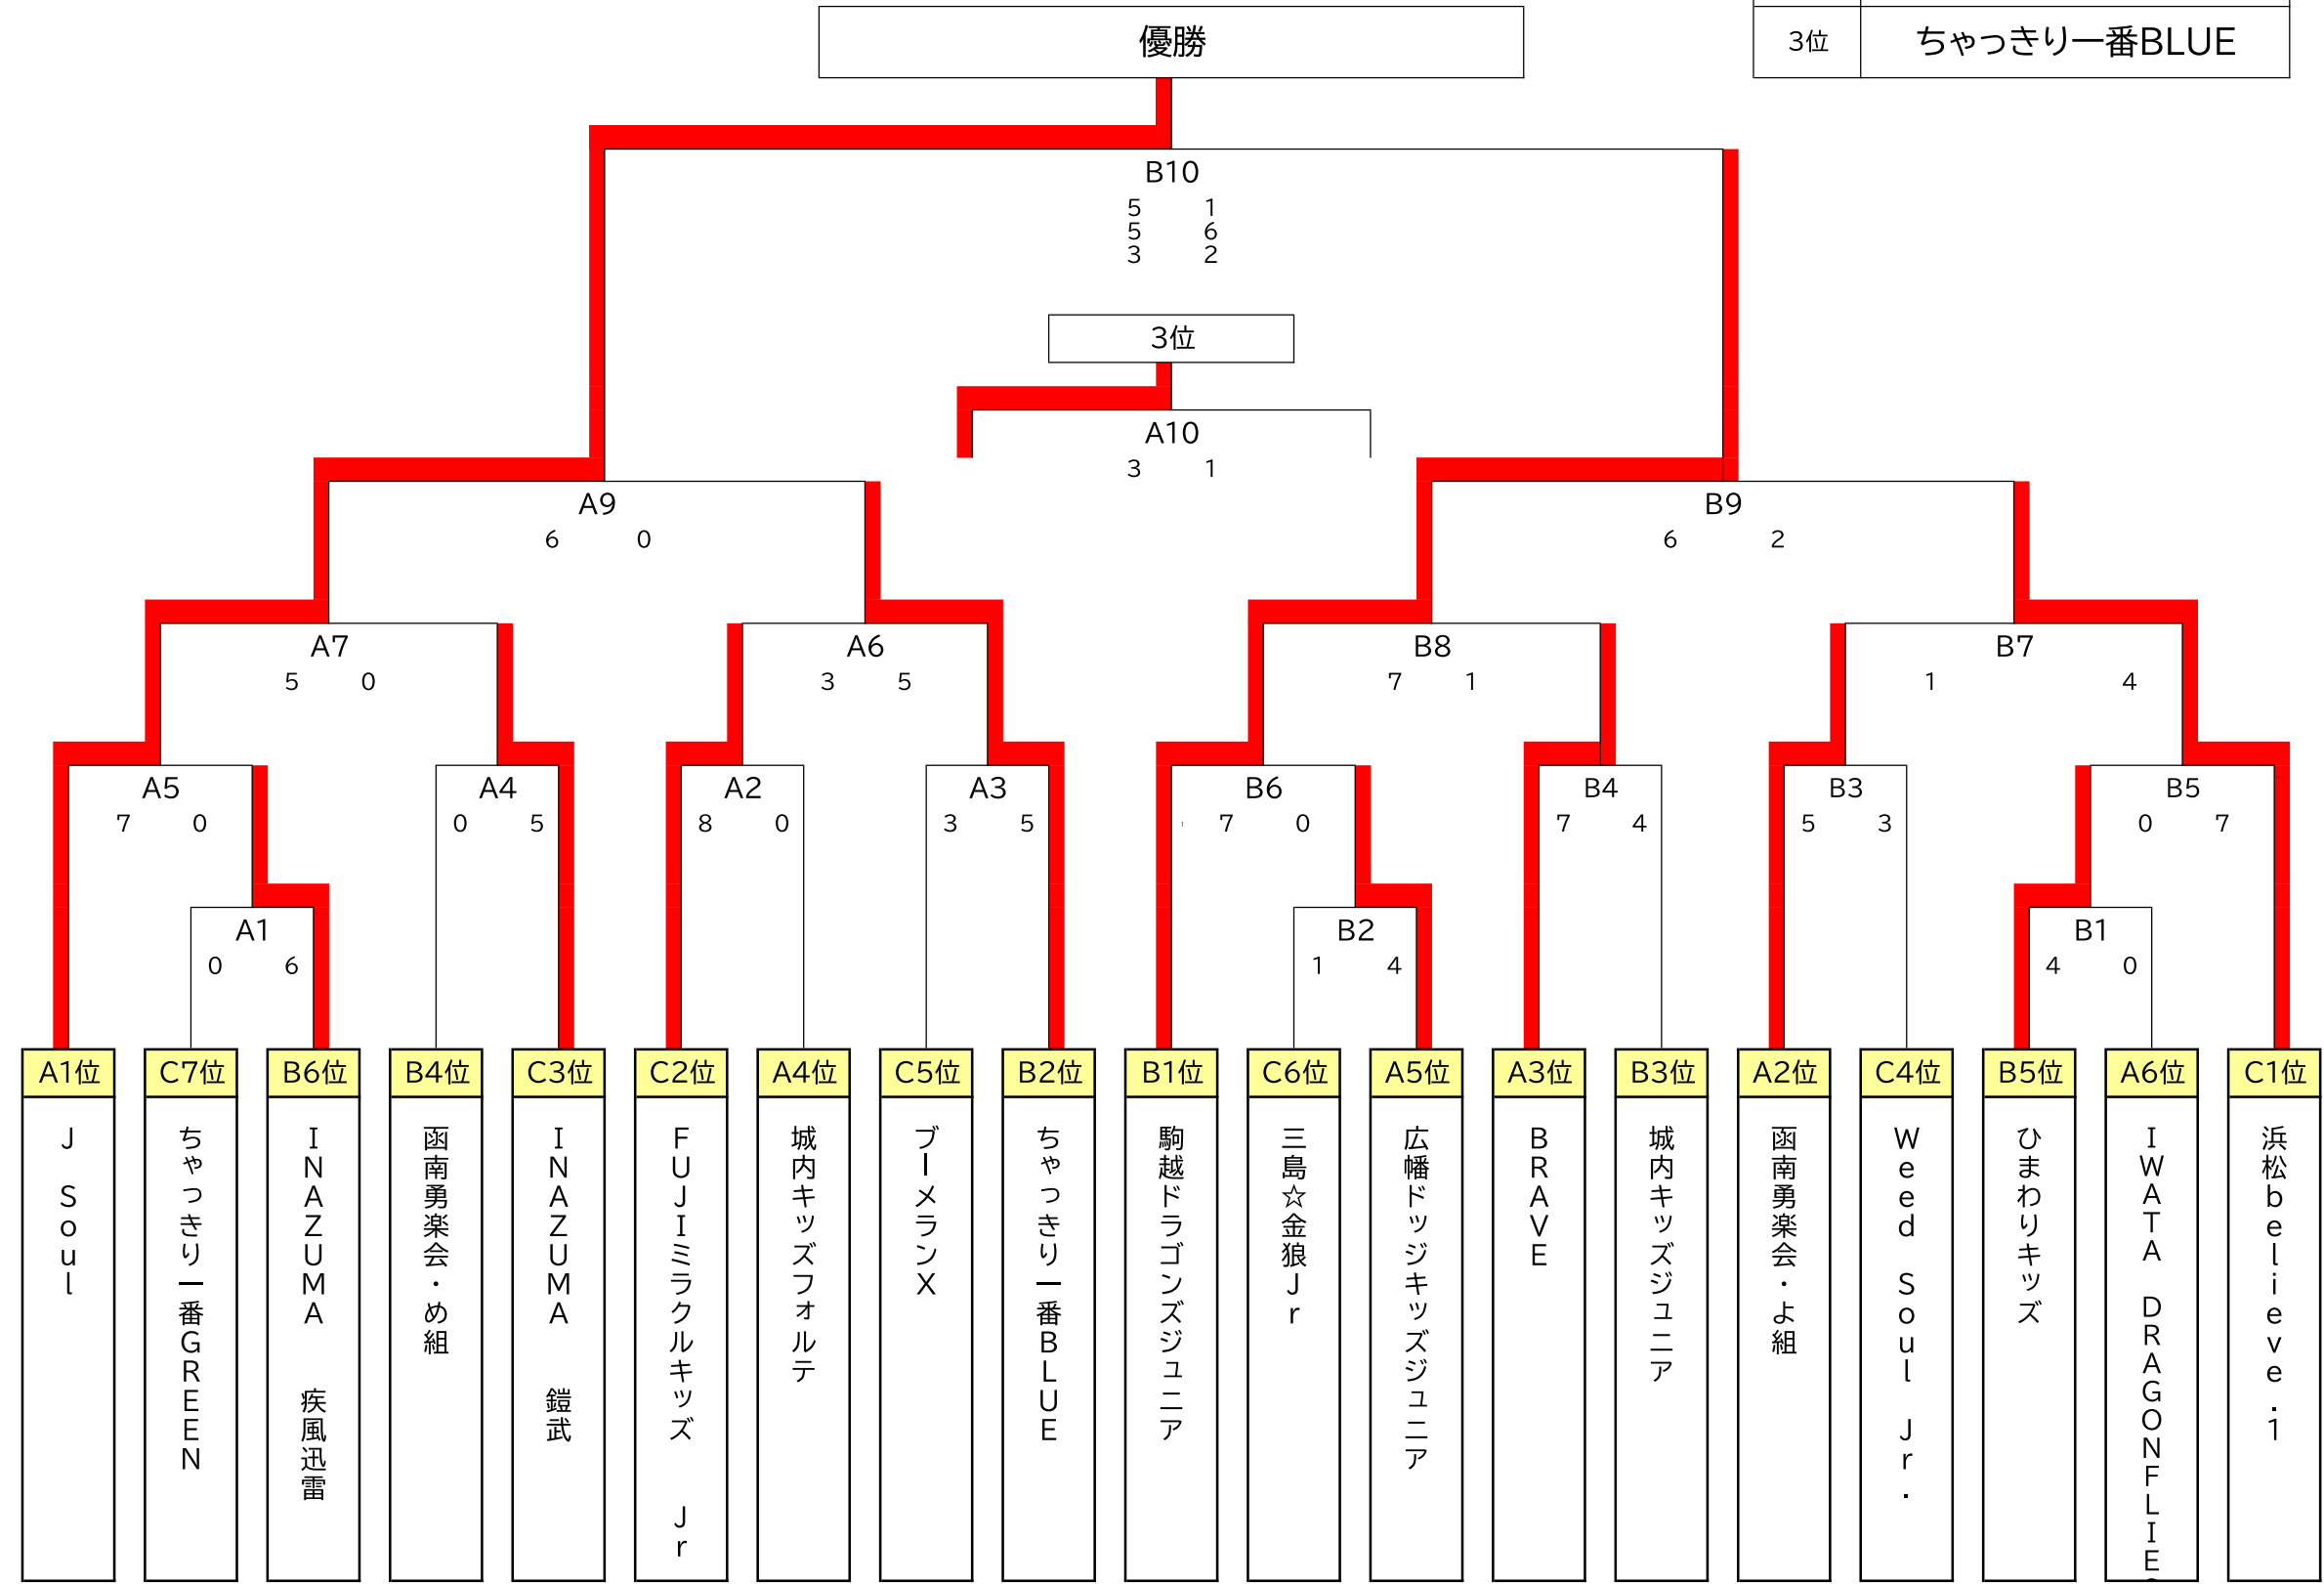 優勝
3位 ちゃっきり一番BLUE
B10
5 1
5 6
3 2
3位
A10
3 1
A9 B9
6 0 6 2
A7 A6 B8 B7
5 0 3 5 7 1 1 4
A5 A4 A2 A3 B6 B4 B3 B5
7 0 0 5 8 0 3 5 7 0 7 4 5 3 0 7
A1 B2 B1
0 6 1 4 4 0
A1位 C7位 B6位 B4位 C3位 C2位 A4位 C5位 B2位 B1位 C6位 A5位 A3位 B3位 A2位 C4位 B5位 A6位 C1位
J Soul
ちゃっきり一番GREEN
INAZUMA 疾風迅雷
函南勇楽会・め組
INAZUMA 鎧武
FUJIミラクルキッズ Jr
城内キッズフォルテ
ブーメランX
ちゃっきり一番BLUE
駒越ドラゴンズジュニア
三島☆金狼Jr
広幡ドッジキッズジュニア
BRAVE
城内キッズジュニア
函南勇楽会・よ組
Weed Soul Jr.
ひまわりキッズ
IWATA DRAGONFLIE
浜松believe.1